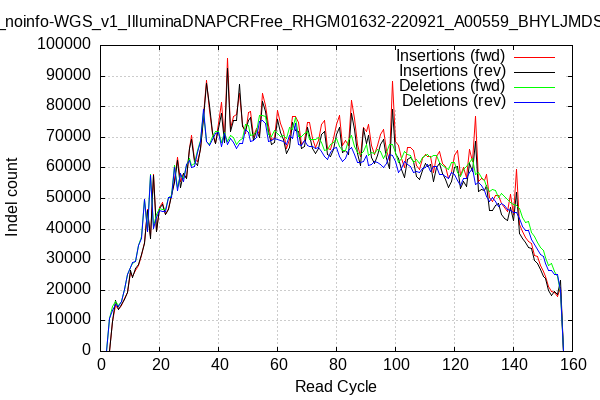 _noinfo-WGS_v1_IlluminaDNAPCRFree_RHGM01632-220921_A00559_BHYLJMDS
Insertions (fwd)
Insertions (rev)
Deletions (fwd)
Deletions (rev)
100000
90000
80000
70000
60000
50000
40000
30000
20000
10000
0
Indel count
0 20 40 60 80 100 120 140 160
Read Cycle